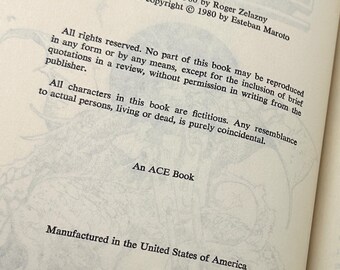 by Roger Zelazny
copyright © 1980 by Esteban Maroto
All rights reserved. No part of this book may be reproduced
in any form or by any means, except for the inclusion of brief
quotations in a review, without permission in writing from the
publisher.
All characters in this book are fictitious. Any resemblance
to actual persons, living or dead, is purely coincidental.
An ACE Book
Manufactured in the United States of America